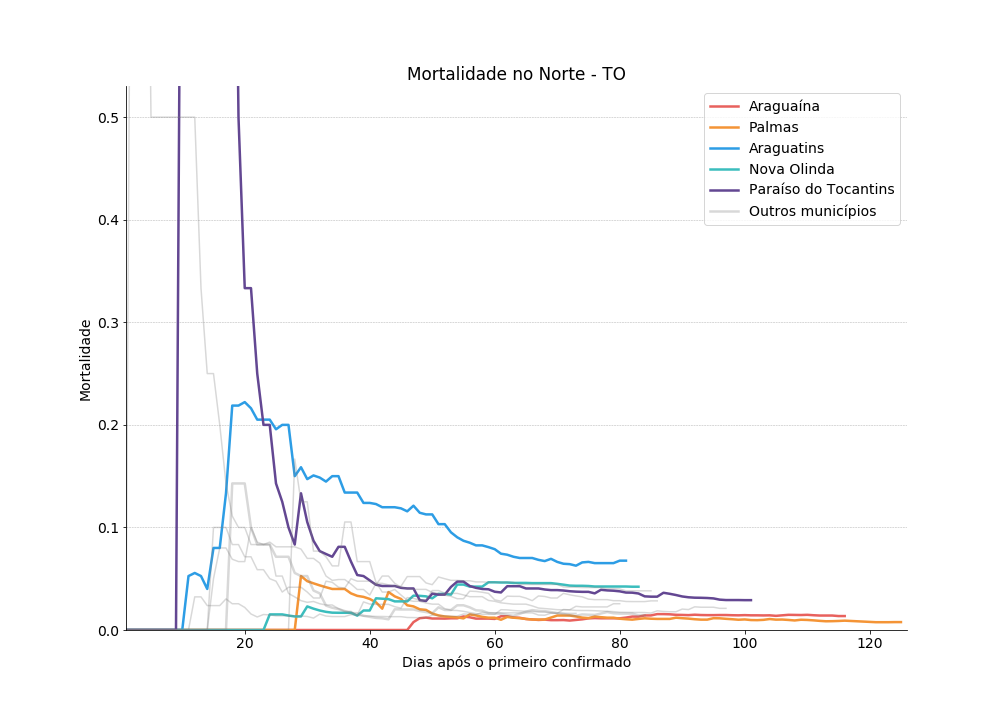 Mortalidade no Norte - TO
Araguaína
Palmas
Araguatins
Nova Olinda
Paraíso do Tocantins
Outros municípios
Mortalidade
0.5
0.4
0.3
0.2
0.1
0.0
20 40 60 80 100 120
Dias após o primeiro confirmado